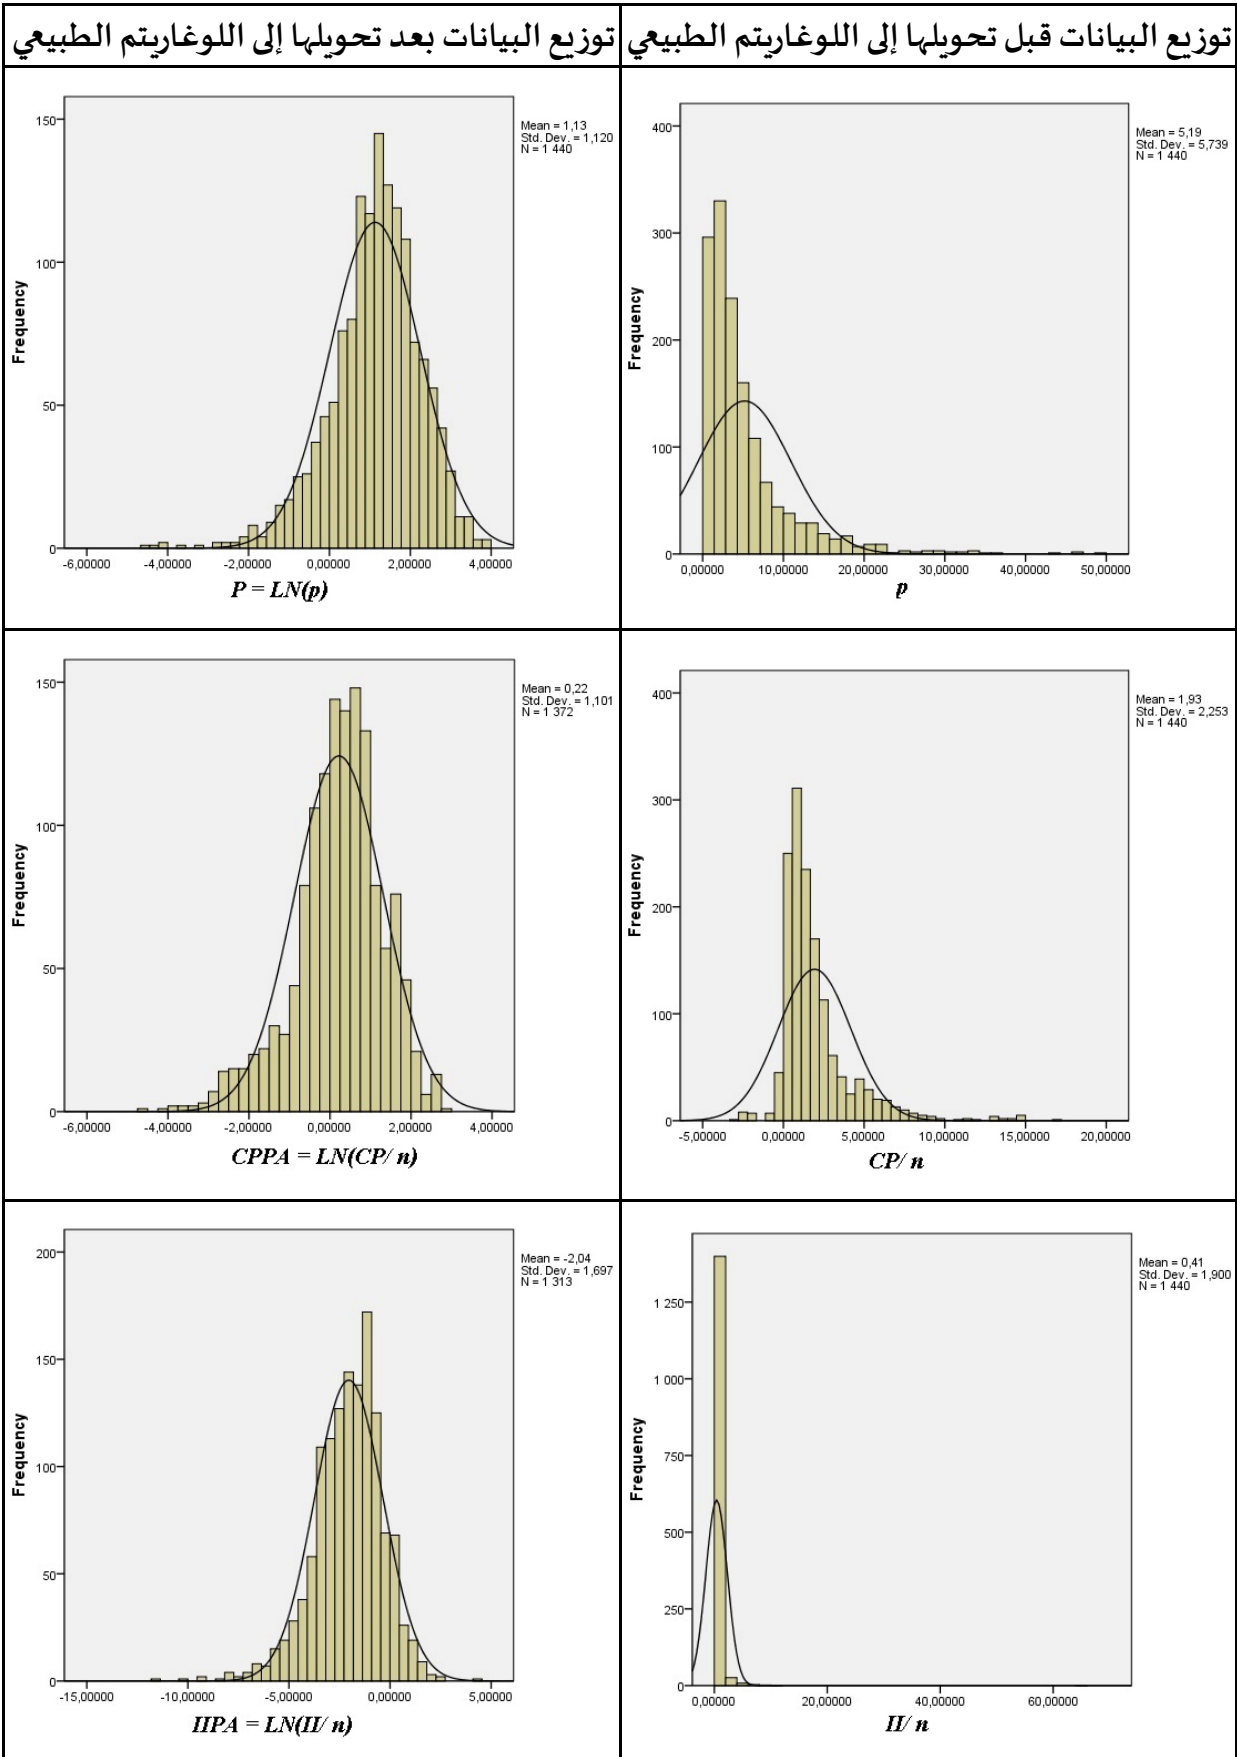 توزيع البيانات قبل تحويلها إلى اللوغاريتم الطبيعي
توزيع البيانات بعد تحويلها إلى اللوغاريتم الطبيعي
Mean = 5,19
Std. Dev. = 5,739
N = 1 440
Frequency
400
300
200
100
0
0,00000 10,00000 20,00000 30,00000 40,00000 50,00000
p
Mean = 1,13
Std. Dev. = 1,120
N = 1 440
Frequency
150
100
50
0
-6,00000 -4,00000 -2,00000 0,00000 2,00000 4,00000
P = LN(p)
Mean = 1,93
Std. Dev. = 2,253
N = 1 440
Frequency
400
300
200
100
0
-5,00000 0,00000 5,00000 10,00000 15,00000 20,00000
CP/ n
Mean = 0,22
Std. Dev. = 1,101
N = 1 372
Frequency
150
100
50
0
-6,00000 -4,00000 -2,00000 0,00000 2,00000 4,00000
CPPA = LN(CP/ n)
Mean = 0,41
Std. Dev. = 1,900
N = 1 440
Frequency
1 250
1 000
750
500
250
0
0,00000 20,00000 40,00000 60,00000
II/ n
Mean = -2,04
Std. Dev. = 1,697
N = 1 313
Frequency
200
150
100
50
0
-15,00000 -10,00000 -5,00000 0,00000 5,00000
IIPA = LN(II/ n)